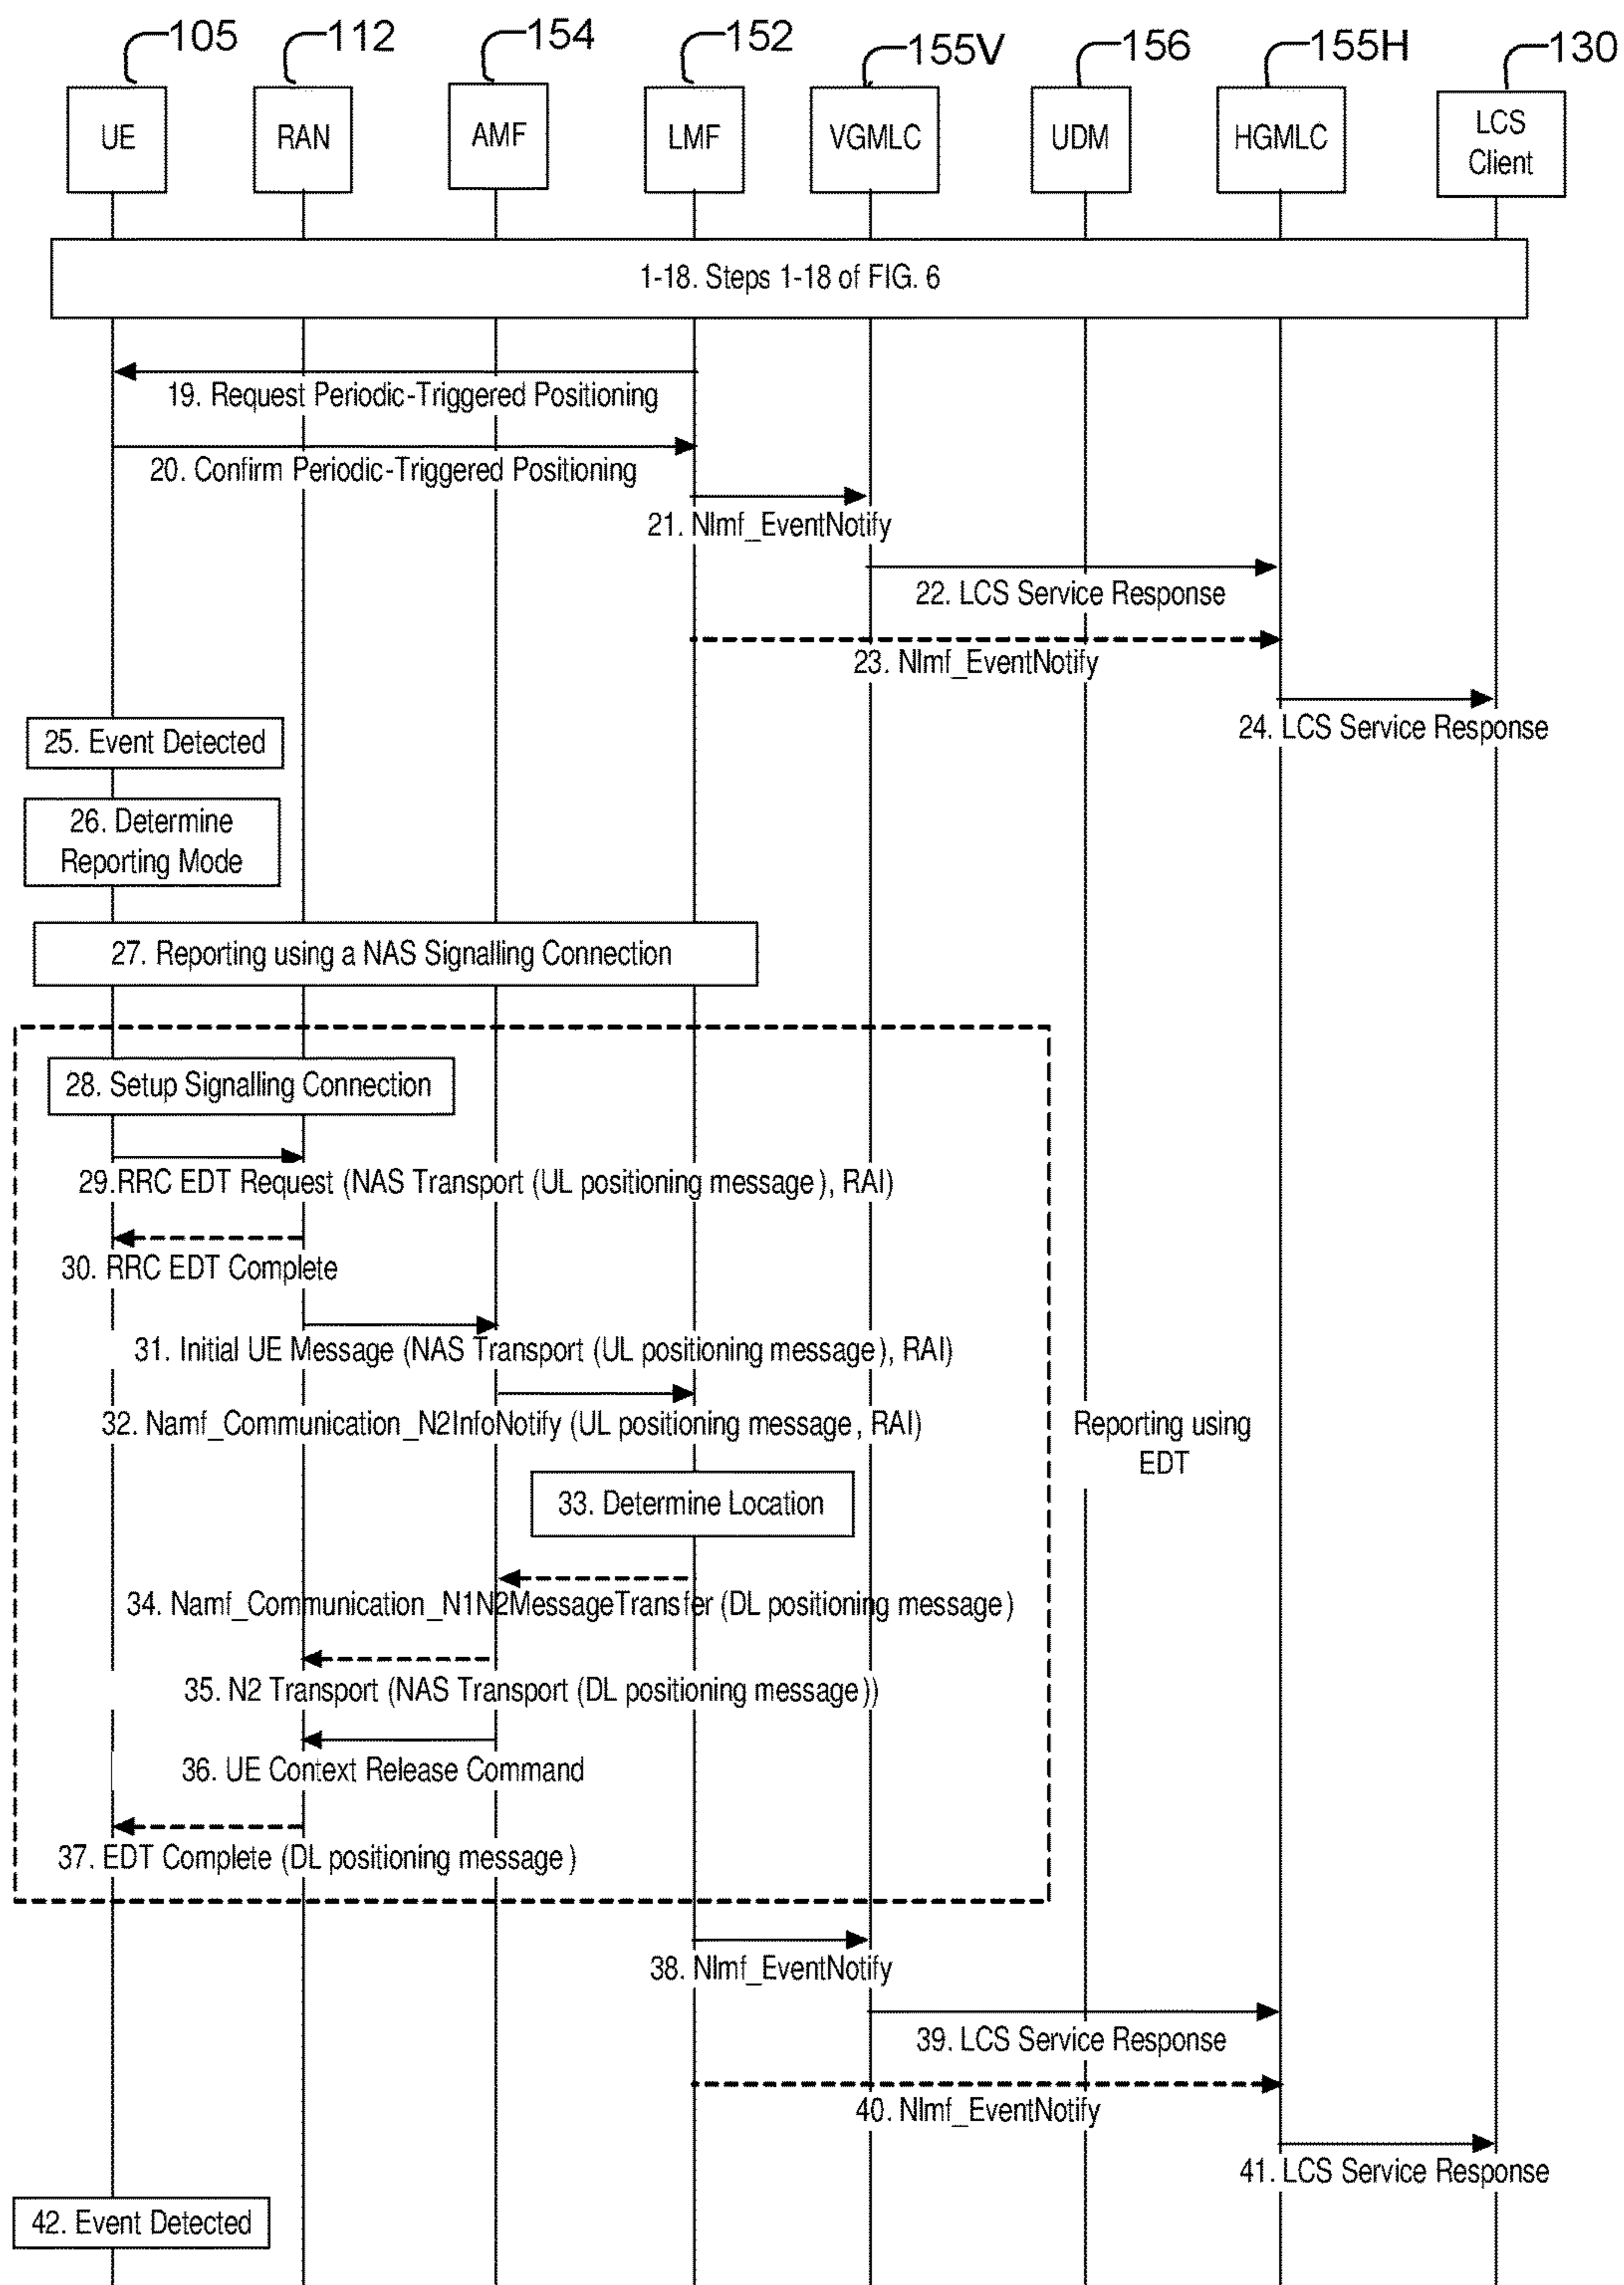 105
112
154
152
155V
156
155H
130
UE
RAN
AMF
LMF
VGMLC
UDM
HGMLC
LCS
Client
1-18. Steps 1-18 of FIG. 6
19. Request Periodic-Triggered Positioning
20. Confirm Periodic-Triggered Positioning
21. Nlmf_EventNotify
22. LCS Service Response
23. Nlmf_EventNotify
24. LCS Service Response
25. Event Detected
26. Determine
Reporting Mode
27. Reporting using a NAS Signalling Connection
28. Setup Signalling Connection
29.RRC EDT Request (NAS Transport (UL positioning message), RAI)
30. RRC EDT Complete
31. Initial UE Message (NAS Transport (UL positioning message), RAI)
32. Namf_Communication_N2InfoNotify (UL positioning message, RAI)
Reporting using
EDT
33. Determine Location
34. Namf_Communication_N1N2MessageTransfer (DL positioning message)
35. N2 Transport (NAS Transport (DL positioning message))
36. UE Context Release Command
37. EDT Complete (DL positioning message)
38. Nlmf_EventNotify
39. LCS Service Response
40. Nlmf_EventNotify
41. LCS Service Response
42. Event Detected